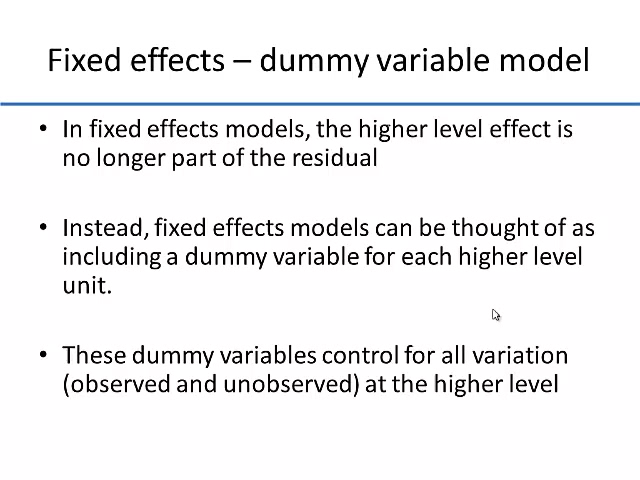 Fixed effects – dummy variable model
• In fixed effects models, the higher level effect is
no longer part of the residual
• Instead, fixed effects models can be thought of as
including a dummy variable for each higher level
unit.
• These dummy variables control for all variation
(observed and unobserved) at the higher level